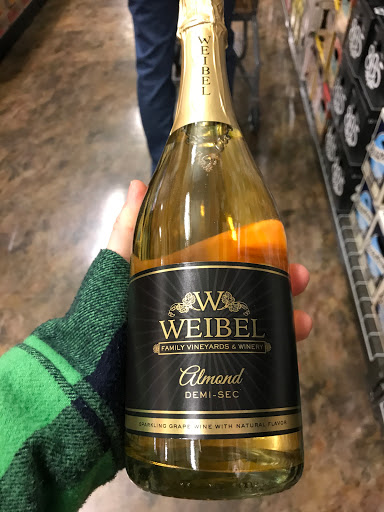 WEIBEL
W
WEIBEL
FAMILY VINEYARDS & WINERY
Almond
DEMI-SEC
SPARKLING GRAPE WINE WITH NATURAL FLAVOR